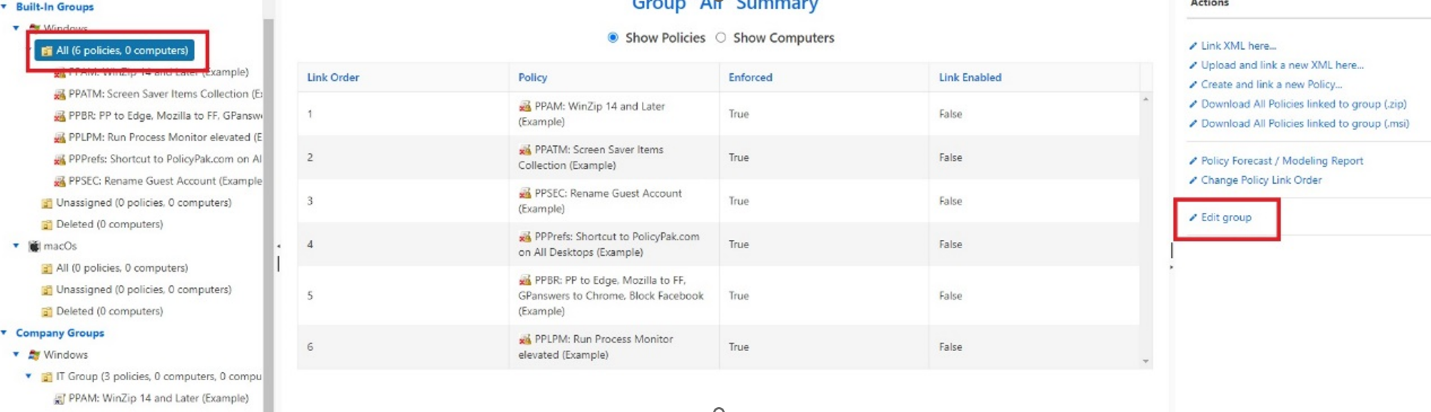 Built-In Groups
Windows
All (6 policies, 0 computers)
PPAM: WinZip 14 and Later (Example)
PPATM: Screen Saver Items Collection (E
PPBR: PP to Edge, Mozilla to FF, GPansw
PPLPM: Run Process Monitor elevated (E
PPPrefs: Shortcut to PolicyPak.com on Al
PPSEC: Rename Guest Account (Example
Unassigned (0 policies, 0 computers)
Deleted (0 computers)
macOs
All (0 policies, 0 computers)
Unassigned (0 policies, 0 computers)
Deleted (0 computers)
Company Groups
Windows
IT Group (3 policies, 0 computers, 0 compu
PPAM: WinZip 14 and Later (Example)
Group "All" Summary
Show Policies Show Computers
Link Order Policy Enforced Link Enabled
1 PPAM: WinZip 14 and Later True False
(Example)
2 PPATM: Screen Saver Items True False
Collection (Example)
3 PPSEC: Rename Guest Account True False
(Example)
4 PPPrefs: Shortcut to PolicyPak.com True False
on All Desktops (Example)
5 PPBR: PP to Edge, Mozilla to FF, True False
GPanswers to Chrome, Block Facebook
(Example)
6 PPLPM: Run Process Monitor True False
elevated (Example)
Actions
Link XML here...
Upload and link a new XML here...
Create and link a new Policy...
Download All Policies linked to group (.zip)
Download All Policies linked to group (.msi)
Policy Forecast / Modeling Report
Change Policy Link Order
Edit group